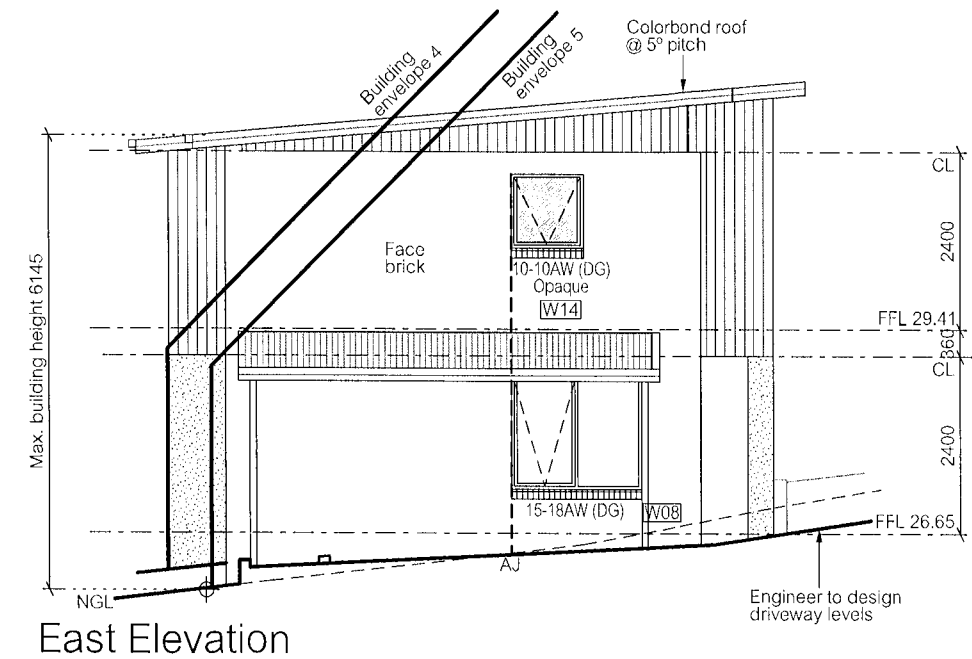 Colorbond roof
@ 5º pitch
Building
envelope 4
Building
envelope 5
CL
2400
Face
brick
10-10AW (DG)
Opaque
W14
Max. building height 6145
FFL 29.41
360
CL
2400
15-18AW (DG)
W08
FFL 26.65
AJ
NGL
Engineer to design
driveway levels
East Elevation